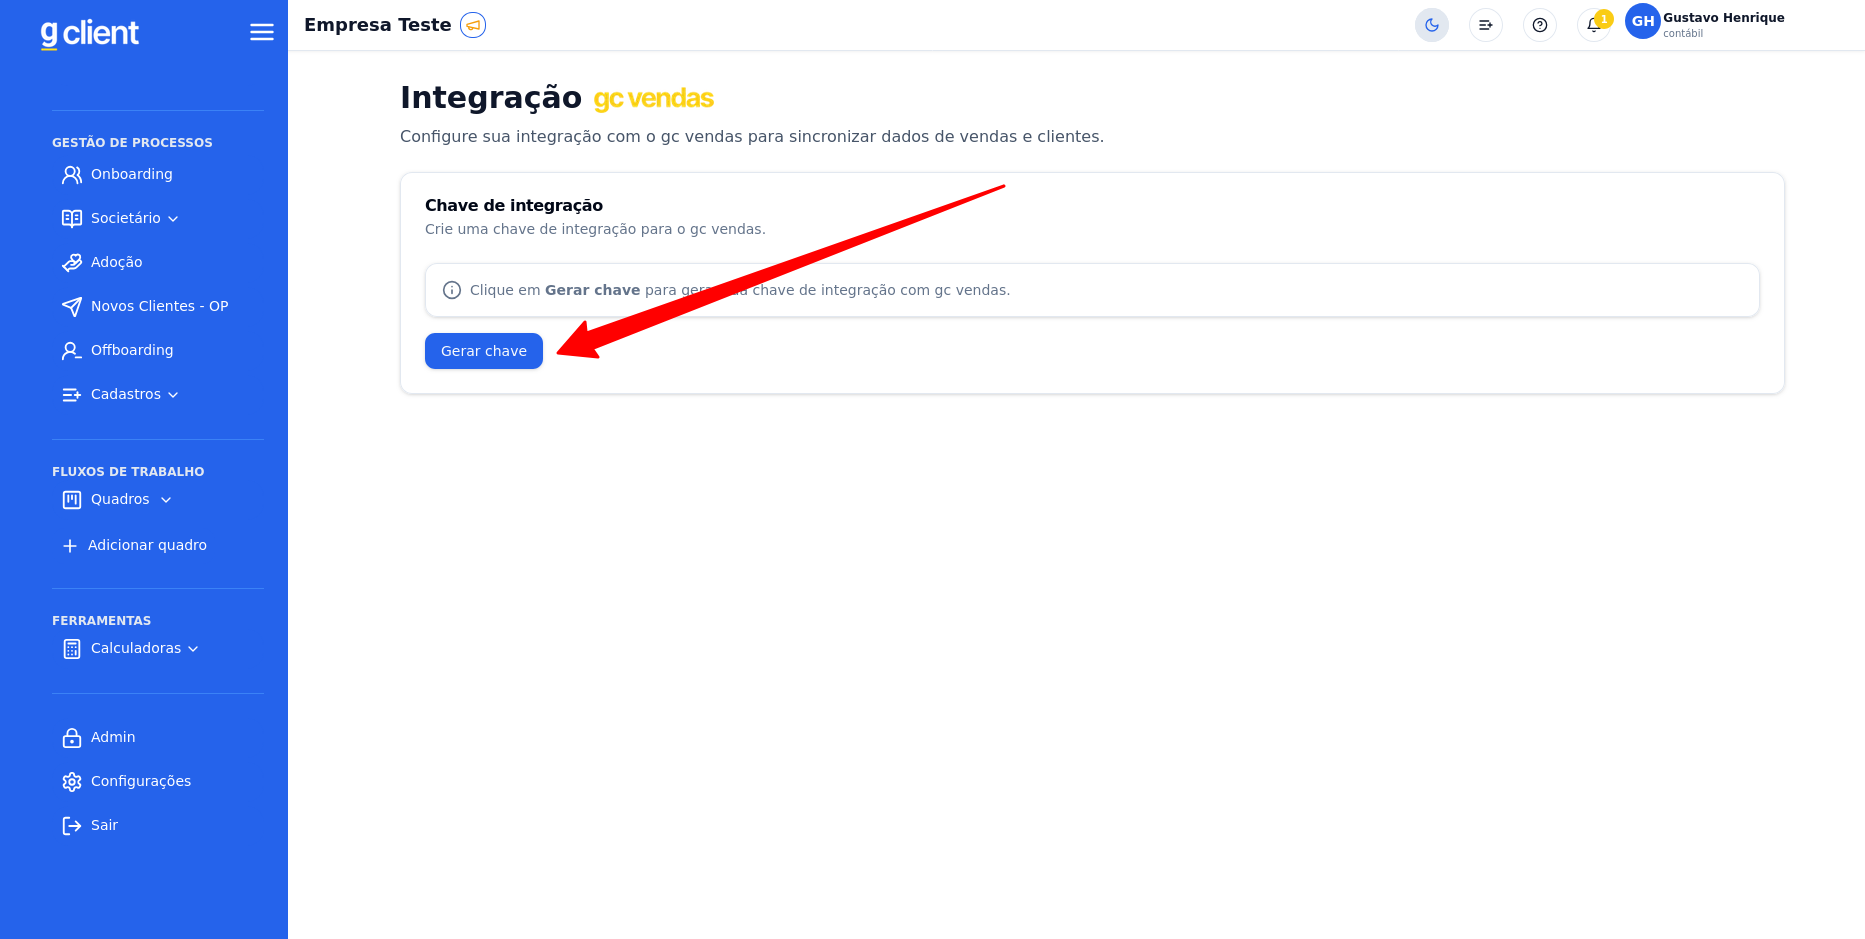 g client
Empresa Teste
1
GH
Gustavo Henrique
contábil
GESTÃO DE PROCESSOS
Onboarding
Societário
Adoção
Novos Clientes - OP
Offboarding
Cadastros
FLUXOS DE TRABALHO
Quadros
Adicionar quadro
FERRAMENTAS
Calculadoras
Admin
Configurações
Sair
Integração gc vendas
Configure sua integração com o gc vendas para sincronizar dados de vendas e clientes.
Chave de integração
Crie uma chave de integração para o gc vendas.
Clique em Gerar chave para chave de integração com gc vendas.
Gerar chave